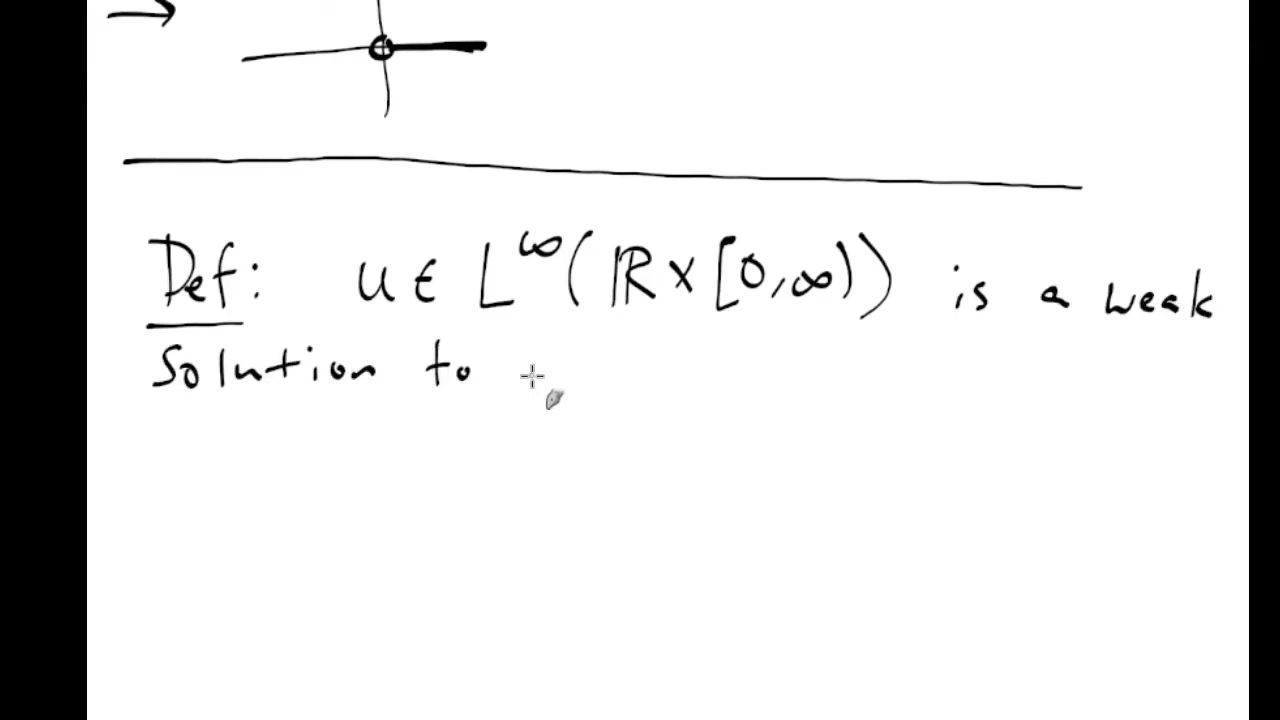 Def: u ∈ L^∞(ℝ × [0,∞)) is a weak
solution to